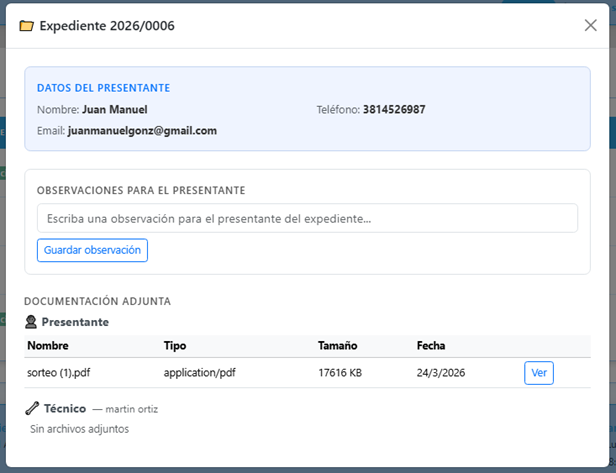 Expediente 2026/0006
DATOS DEL PRESENTANTE
Nombre: Juan Manuel Teléfono: 3814526987
Email: juanmanuelgonz@gmail.com
OBSERVACIONES PARA EL PRESENTANTE
Escriba una observación para el presentante del expediente...
Guardar observación
DOCUMENTACIÓN ADJUNTA
Presentante
Nombre Tipo Tamaño Fecha
sorteo (1).pdf application/pdf 17616 KB 24/3/2026 Ver
Técnico — martin ortiz
Sin archivos adjuntos